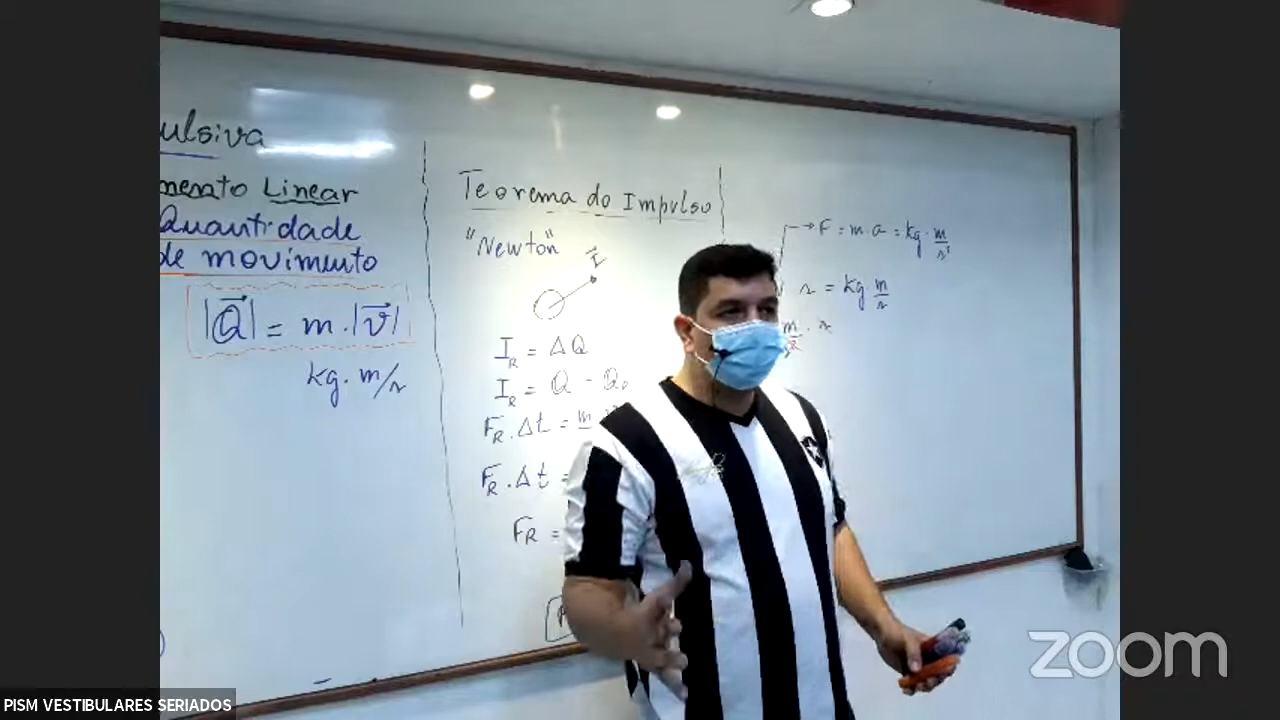 ulsiva
mento Linear
Quantidade
de movimento
|Q⃗| = m.|v⃗|
kg. m/s
Teorema do Impulso
"Newton"
I⃗
I_R = ΔQ
I_R = Q - Q₀
F_R.Δt = m
F_R.Δt =
F_R =
→ F = m.a = kg. m/s²
s = kg m/s
m/s² . s
zoom
PISM VESTIBULARES SERIADOS